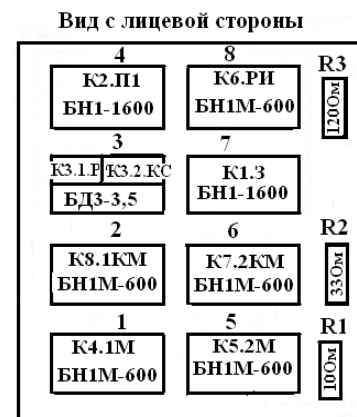 Вид с лицевой стороны
4
К2.П1
БН1-1600
8
К6.РИ
БН1М-600
R3
120Ом
3
К3.1.Р
К3.2.КС
БД3-3,5
7
К1.З
БН1-1600
2
К8.1КМ
БН1М-600
6
К7.2КМ
БН1М-600
R2
33Ом
1
К4.1М
БН1М-600
5
К5.2М
БН1М-600
R1
10Ом